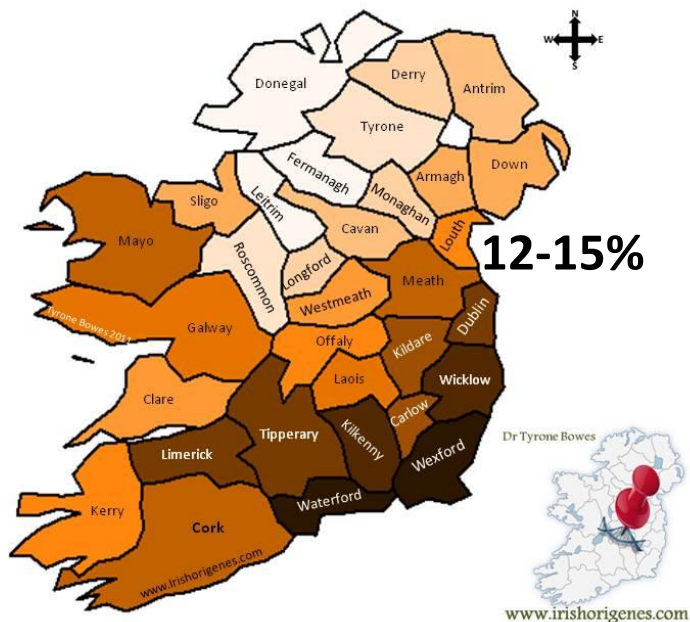 N
W E
S
Donegal
Derry
Antrim
Tyrone
Fermanagh
Down
Armagh
Monaghan
Sligo
Leitrim
Cavan
Louth
12-15%
Mayo
Roscommon
Longford
Meath
Westmeath
Dublin
Tyrone Bowes 2011
Galway
Offaly
Kildare
Laois
Wicklow
Clare
Carlow
Tipperary
Kilkenny
Limerick
Wexford
Dr Tyrone Bowes
Waterford
Kerry
Cork
www.Irishorigenes.com
www.irishorigenes.com